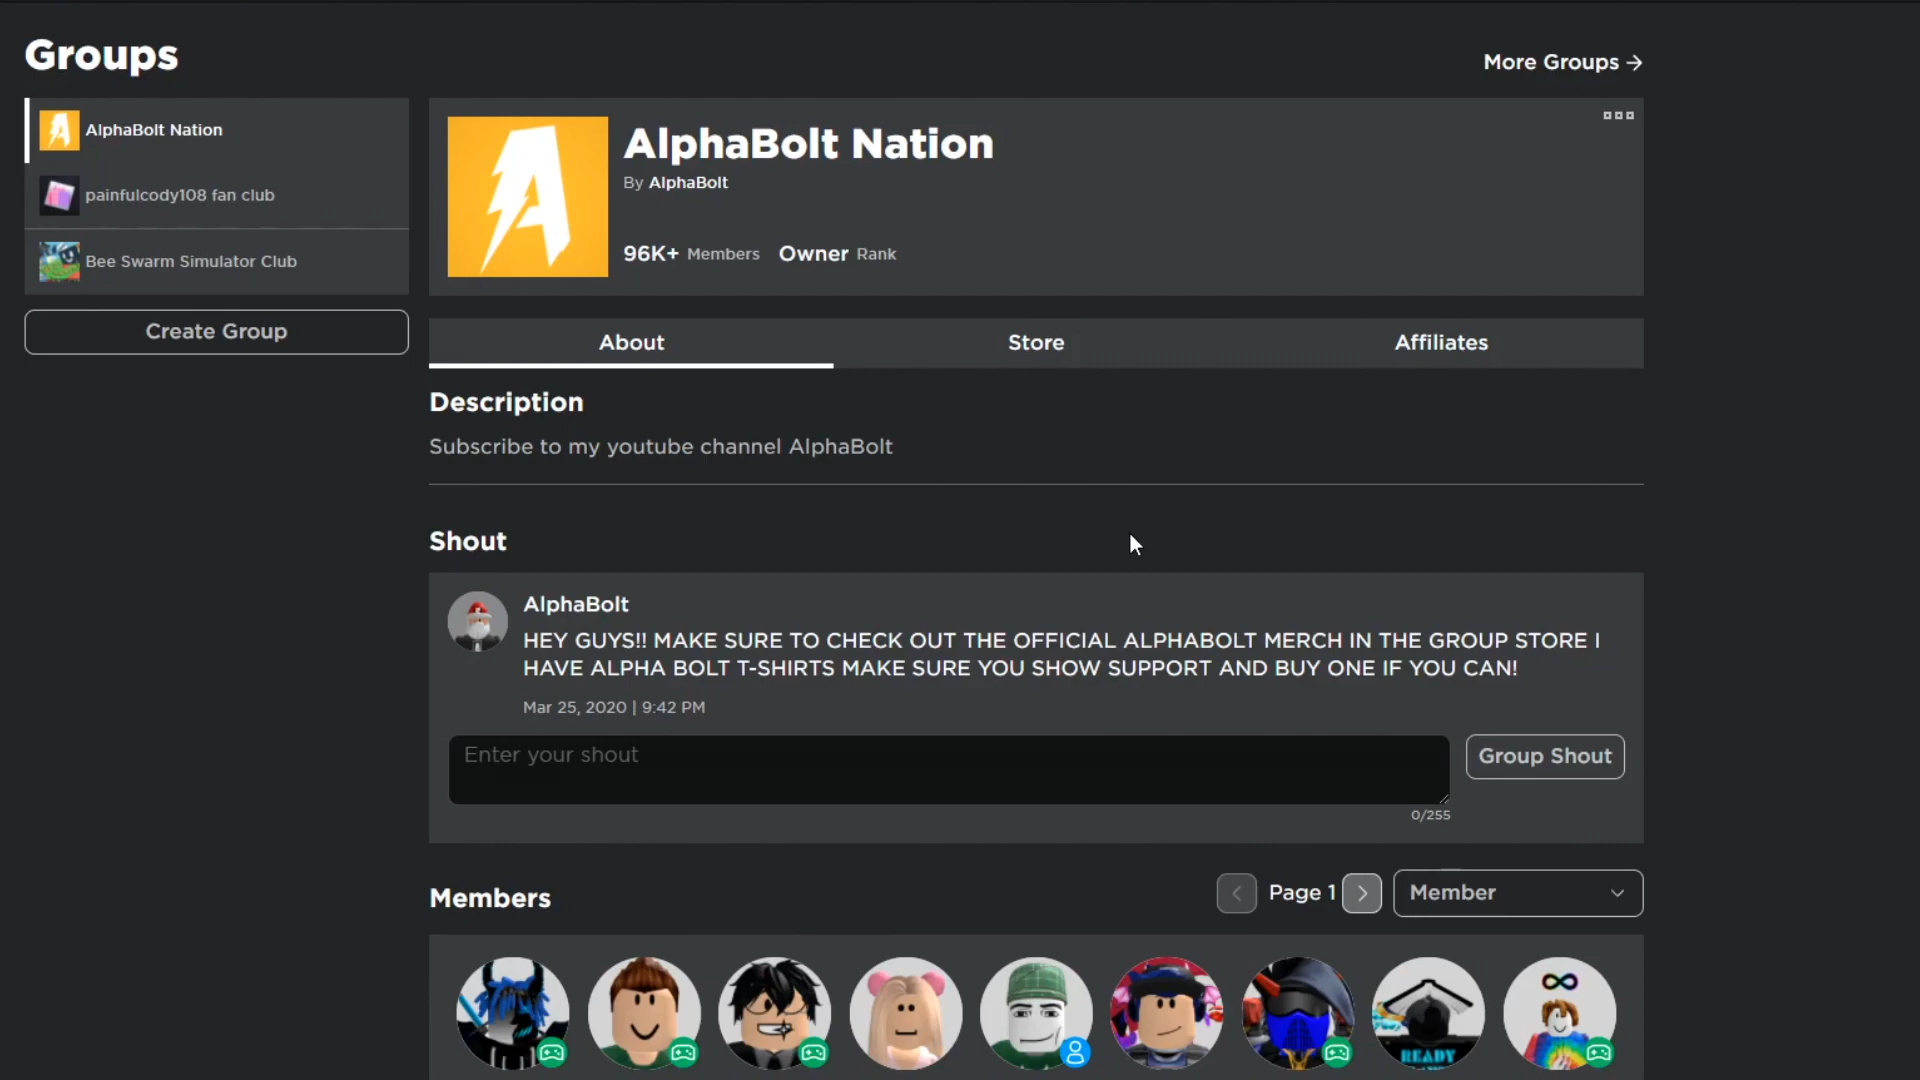 Groups
More Groups →
AlphaBolt Nation
painfulcody108 fan club
Bee Swarm Simulator Club
Create Group
AlphaBolt Nation
By AlphaBolt
96K+ Members Owner Rank
About Store Affiliates
Description
Subscribe to my youtube channel AlphaBolt
Shout
AlphaBolt
HEY GUYS!! MAKE SURE TO CHECK OUT THE OFFICIAL ALPHABOLT MERCH IN THE GROUP STORE I
HAVE ALPHA BOLT T-SHIRTS MAKE SURE YOU SHOW SUPPORT AND BUY ONE IF YOU CAN!
Mar 25, 2020 | 9:42 PM
Enter your shout
Group Shout
0/255
Members
Page 1
Member
READY